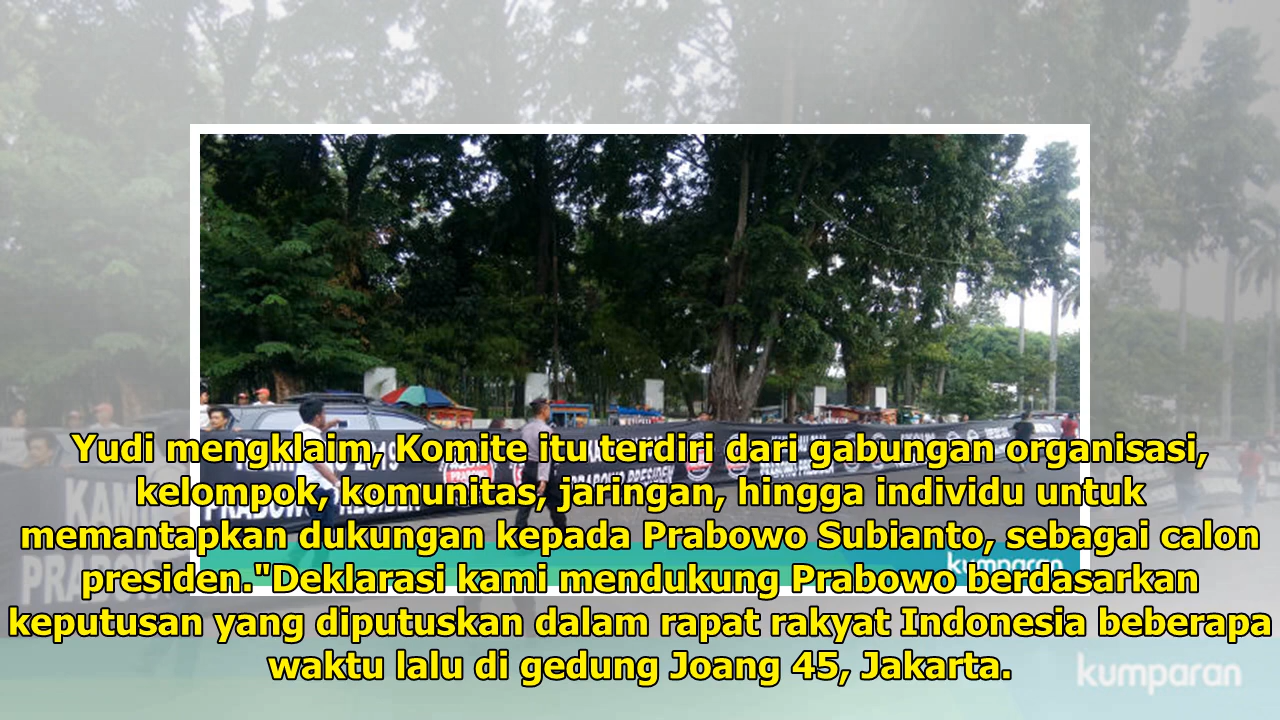 Yudi mengklaim, Komite itu terdiri dari gabungan organisasi,
kelompok, komunitas, jaringan, hingga individu untuk
memantapkan dukungan kepada Prabowo Subianto, sebagai calon
presiden."Deklarasi kami mendukung Prabowo berdasarkan
keputusan yang diputuskan dalam rapat rakyat Indonesia beberapa
waktu lalu di gedung Joang 45, Jakarta.
kumparan
kumparan